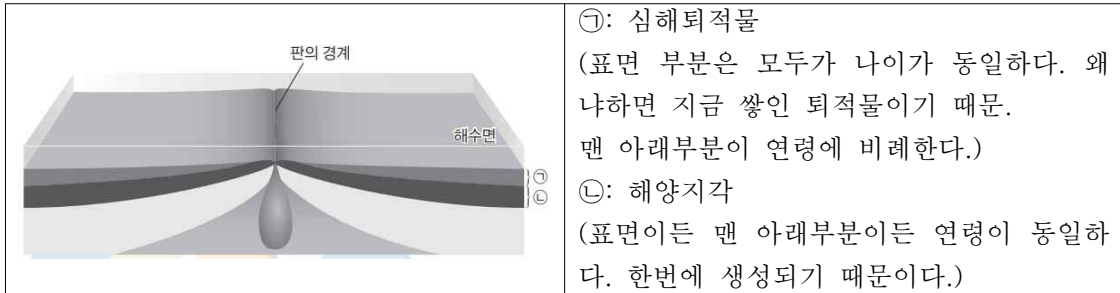 판의 경계
해수면
㉠
㉡
㉠: 심해퇴적물
(표면 부분은 모두가 나이가 동일하다. 왜
냐하면 지금 쌓인 퇴적물이기 때문.
맨 아래부분이 연령에 비례한다.)
㉡: 해양지각
(표면이든 맨 아래부분이든 연령이 동일하
다. 한번에 생성되기 때문이다.)